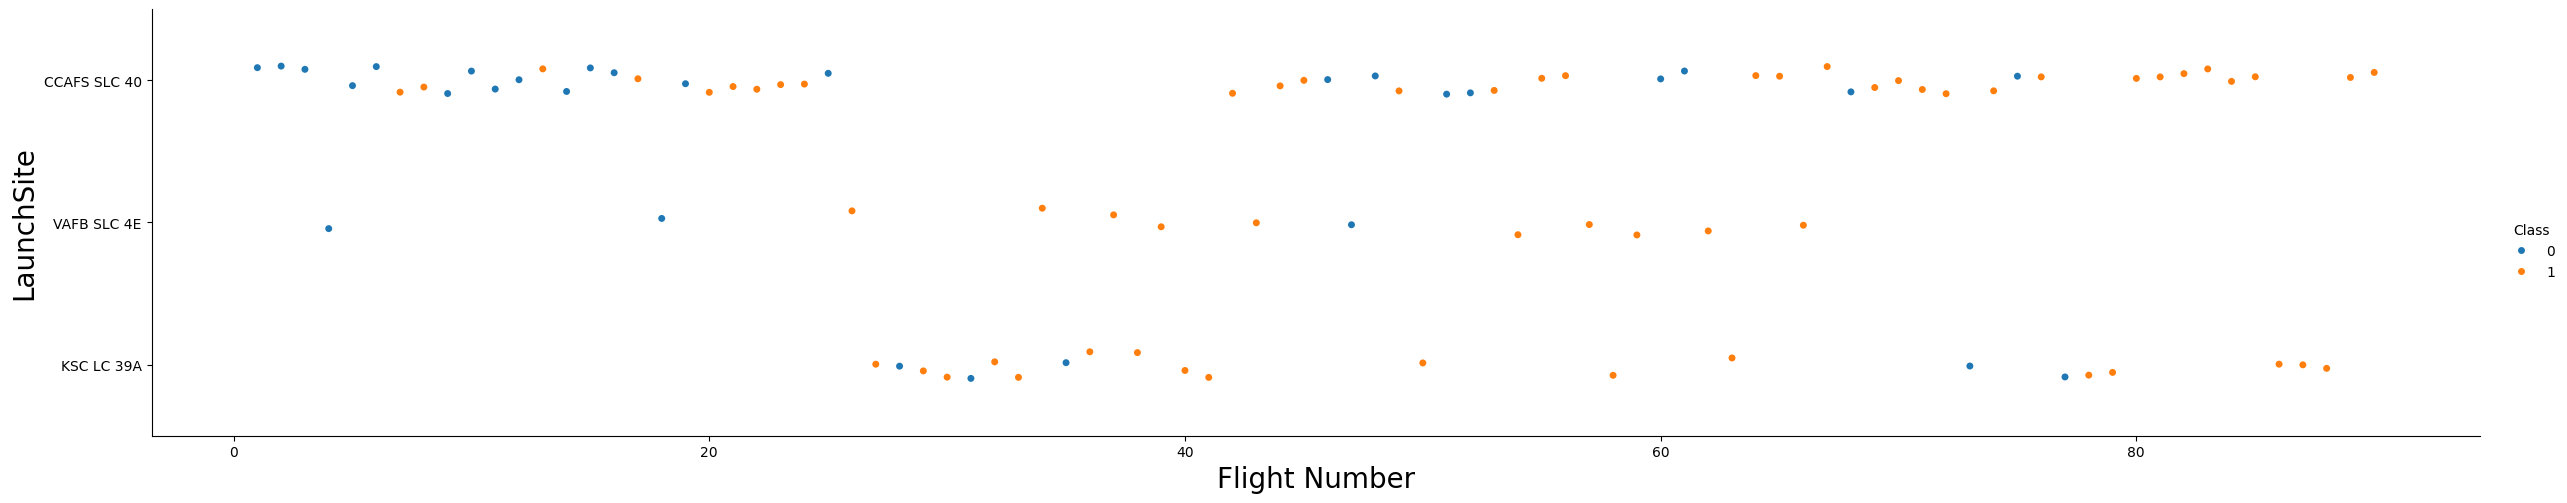 LaunchSite
CCAFS SLC 40
VAFB SLC 4E
KSC LC 39A
0 20 40 60 80
Flight Number
Class
0
1